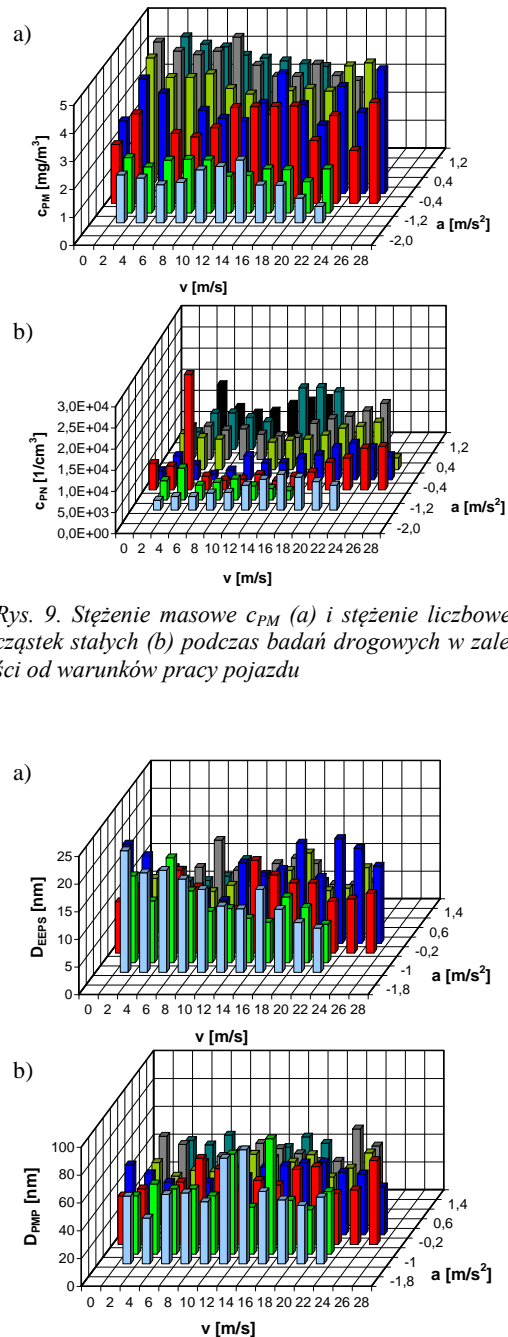 a)
c_PM [mg/m³]
5
4
3
2
1
0
0 2 4 6 8 10 12 14 16 18 20 22 24 26 28
v [m/s]
1,2
0,4
-0,4
-1,2
-2,0
a [m/s²]
b)
c_PN [1/cm³]
3,0E+04
2,5E+04
2,0E+04
1,5E+04
1,0E+04
5,0E+03
0,0E+00
0 2 4 6 8 10 12 14 16 18 20 22 24 26 28
v [m/s]
1,2
0,4
-0,4
-1,2
-2,0
a [m/s²]
Rys. 9. Stężenie masowe c_PM (a) i stężenie liczbowe
cząstek stałych (b) podczas badań drogowych w zale
ści od warunków pracy pojazdu
a)
D_EEPS [nm]
25
20
15
10
5
0
0 2 4 6 8 10 12 14 16 18 20 22 24 26 28
v [m/s]
1,4
0,6
-0,2
-1
-1,8
a [m/s²]
b)
D_PMP [nm]
100
80
60
40
20
0
0 2 4 6 8 10 12 14 16 18 20 22 24 26 28
v [m/s]
1,4
0,6
-0,2
-1
-1,8
a [m/s²]